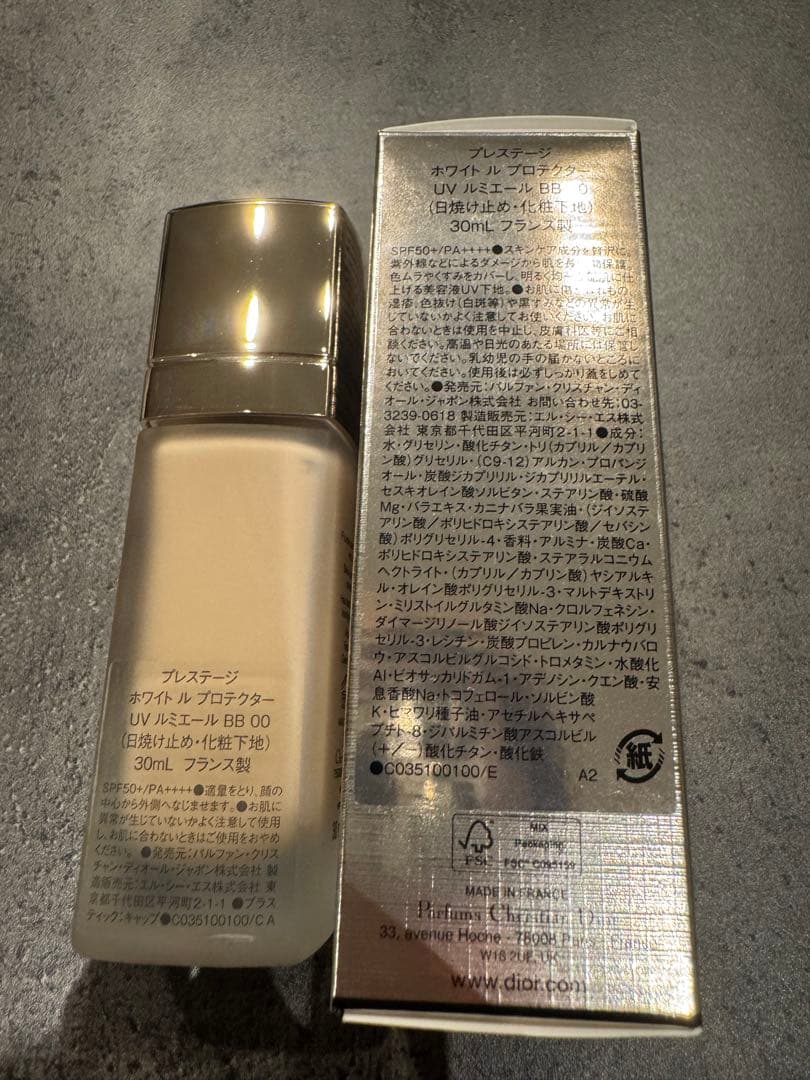 プレステージ
ホワイト ル プロテクター
UV ルミエール BB 00
(日焼け止め・化粧下地)
30mL フランス製
SPF50+/PA++++●適量をとり、顔の
中心から外側へなじませます。●お肌に
異常が生じていないかよく注意して使用
し、お肌に合わないときはご使用をおやめ
ください。 ●発売元:パルファン・クリス
チャン・ディオール・ジャポン株式会社 製
造販売元:エル・シー・エス株式会社 東
京都千代田区平河町2-1-1 ●プラス
ティック:キャップ●C035100100/C A
プレステージ
ホワイト ル プロテクター
UV ルミエール BB 0
(日焼け止め・化粧下地)
30mL フランス製
SPF50+/PA++++●スキンケア成分を贅沢に。
紫外線などによるダメージから肌を長 間保護
色ムラやくすみをカバーし、明るく均一 肌に仕
上げる美容液UV下地。●お肌に傷 もの、
湿疹、色抜け(白斑等)や黒ずみなどの異常が生
じていないかよく注意してお使いください。お肌に
合わないときは使用を中止し、皮膚科医等にご相
談ください。高温や日光のあたる場所には保管し
ないでください。乳幼児の手の届かないところに
おいてください。使用後は必ずしっかり蓋をしめて
ください。●発売元:パルファン・クリスチャン・ディ
オール・ジャポン株式会社 お問い合わせ先:03-
3239-0618 製造販売元:エル・シー・エス株式
会社 東京都千代田区平河町2-1-1●成分:
水・グリセリン・酸化チタン・トリ(カプリル/カプリ
ン酸)グリセリル・(C9-12)アルカン・プロパンジ
オール・炭酸ジカプリリル・ジカプリリルエーテル・
セスキオレイン酸ソルビタン・ステアリン酸・硫酸
Mg・バラエキス・カニナバラ果実油・(ジイソステ
アリン酸/ポリヒドロキシステアリン酸/セバシン
酸)ポリグリセリル-4・香料・アルミナ・炭酸Ca・
ポリヒドロキシステアリン酸・ステアラルコニウム
ヘクトライト・(カプリル/カプリン酸)ヤシアルキ
ル・オレイン酸ポリグリセリル-3・マルトデキストリ
ン・ミリストイルグルタミン酸Na・クロルフェネシン・
ダイマージリノール酸ジイソステアリン酸ポリグリ
セリル-3・レシチン・炭酸プロピレン・カルナウバロ
ウ・アスコルビルグルコシド・トロメタミン・水酸化
Al・ビオサッカリドガム-1・アデノシン・クエン酸・安
息香酸Na・トコフェロール・ソルビン酸
K・ヒマワリ種子油・アセチルヘキサペ
プチド-8・ジパルミチン酸アスコルビル
(+/-)酸化チタン・酸化鉄
●C035100100/E A2
紙
FSC
MIX
Packaging
FSC® C095159
MADE IN FRANCE
Parfums Christian Dior
33, avenue Hoche - 75008 Paris, France
W1S 2UE, UK
www.dior.com